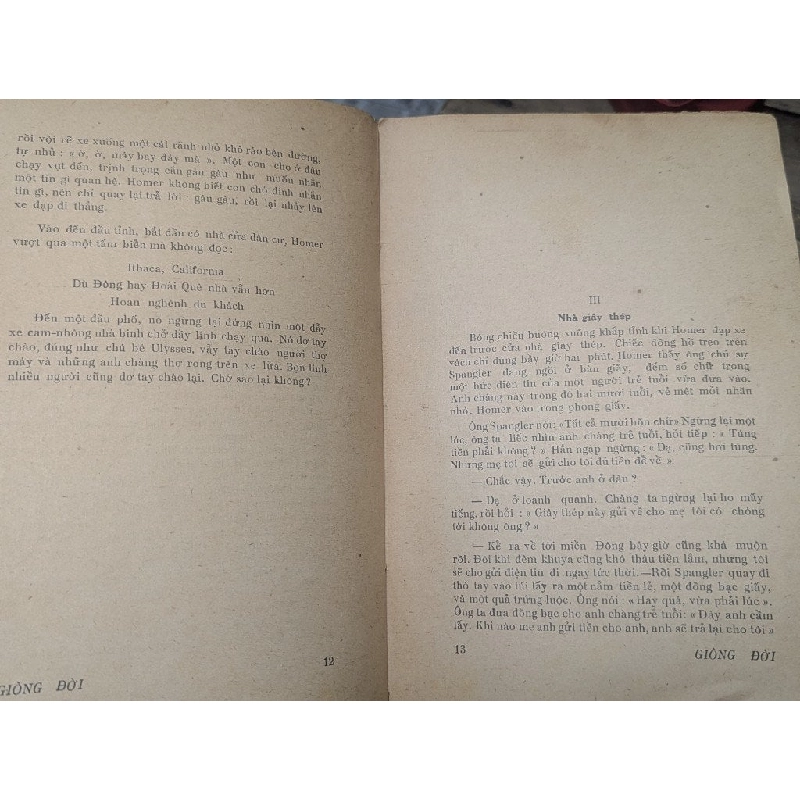 rồi vội rẽ xe xuống một cái rãnh nhỏ khô ráo bên đường,
tự nhủ : « ờ, ờ, máy bay đấy mà ». Một con chó ở đâu
chạy vụt đến, trịnh trọng cắn gâu gâu như muốn nhắn
một tin gì quan hệ. Homer không biết con chó định nhắn
tin gì, nên chỉ quay lại trả lời gâu gâu, rồi lại nhảy lên
xe đạp đi thẳng.
Vào đến đầu tỉnh, bắt đầu có nhà cửa dân cư, Homer
vượt qua một tấm biển mà không đọc:
Ithaca, California
Dù Đông hay Hoài Quê nhà vẫn hơn
Hoan nghênh du khách
Đến một đầu phố, nó ngừng lại đứng nhìn một dẫy
xe cam-nhông nhà binh chở đầy lính chạy qua. Nó dơ tay
chào, đúng như chú bé Ulysses, vẫy tay chào người thợ
máy và những anh chàng thợ rong trên xe lửa. Bọn lính
nhiều người cũng dơ tay chào lại. Chớ sao lại không?
12
GIÒNG ĐỜI
III
Nhà giây thép
Bóng chiều buông xuống khắp tỉnh khi Homer đạp xe
đến trước cửa nhà giây thép. Chiếc đồng hồ treo trên
vách chỉ đúng bảy giờ hai phút. Homer thấy ông chủ sự
Spangler đang ngồi ở bàn giấy, đếm số chữ trong
một bức điện tín của một người trẻ tuổi vừa đưa vào.
Anh chàng này trong độ hai mươi tuổi, vẻ mệt mỏi nhăn
nhó. Homer vào trong phòng giấy.
Ông Spangler nói: «Tất cả mười bốn chữ» Ngừng lại một
lúc ông ta liếc nhìn anh chàng trẻ tuổi, hỏi tiếp : « Túng
tiền phải không ? » Hắn ngập ngừng : « Dạ, cũng hơi túng.
Nhưng mẹ tôi sẽ gửi cho tôi đủ tiền để về »
— Chắc vậy. Trước anh ở đâu ?
— Dạ ở loanh quanh. Chàng ta ngừng lại ho mấy
tiếng, rồi hỏi : « Giây thép này gửi về cho mẹ tôi có chóng
tới không ông ? »
— Kể ra về tới miền Đông bây giờ cũng khá muộn
rồi. Đôi khi đêm khuya cũng khó thâu tiền lắm, nhưng tôi
sẽ cho gửi điện tín đi ngay tức thời. —Rồi Spangler quay đi
thò tay vào túi lấy ra một nắm tiền lẻ, một đồng bạc giấy,
và một quả trứng luộc. Ông nói : « Hay quá, vừa phải lúc ».
Ông ta đưa đồng bạc cho anh chàng trẻ tuổi: « Đây anh cầm
lấy. Khi nào mẹ anh gửi tiền cho anh, anh sẽ trả lại cho tôi »
13
GIÒNG ĐỜI